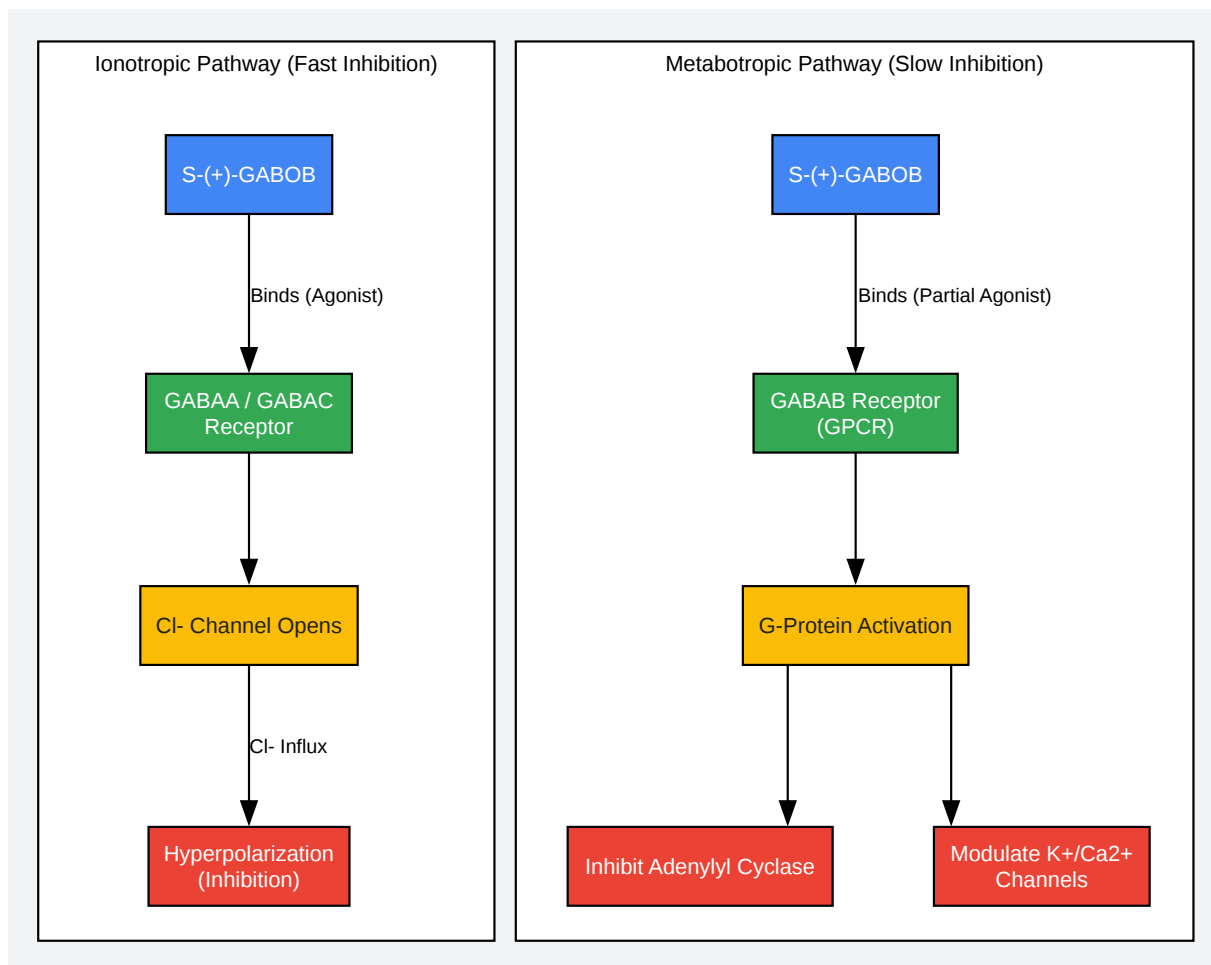 Ionotropic Pathway (Fast Inhibition)
S-(+)-GABOB
Binds (Agonist)
GABAA / GABAC
Receptor
Cl- Channel Opens
Cl- Influx
Hyperpolarization
(Inhibition)
Metabotropic Pathway (Slow Inhibition)
S-(+)-GABOB
Binds (Partial Agonist)
GABAB Receptor
(GPCR)
G-Protein Activation
Inhibit Adenylyl Cyclase
Modulate K+/Ca2+
Channels